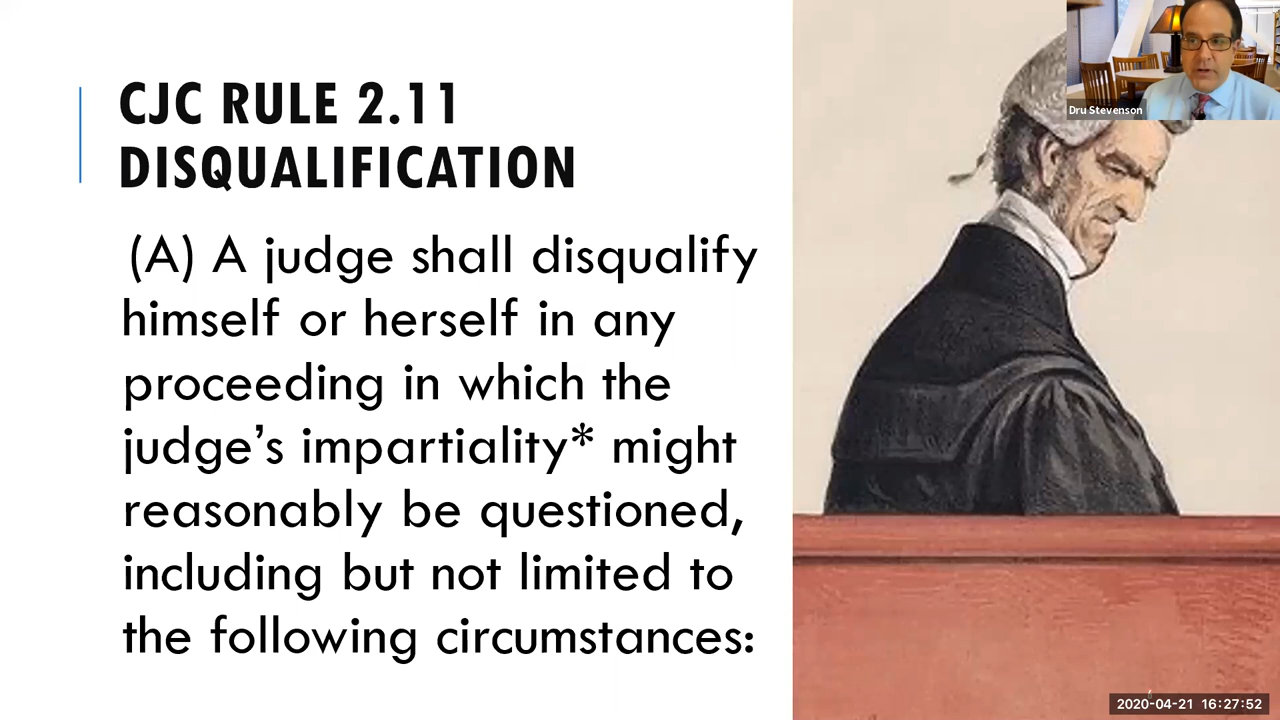 CJC RULE 2.11
DISQUALIFICATION
(A) A judge shall disqualify
himself or herself in any
proceeding in which the
judge’s impartiality* might
reasonably be questioned,
including but not limited to
the following circumstances:
Dru Stevenson
2020-04-21 16:27:52